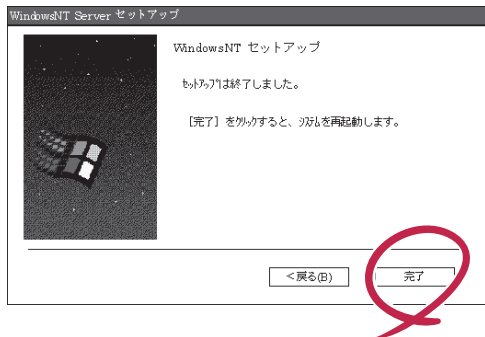 WindowsNT Server セットアップ
WindowsNT セットアップ
ｾｯﾄｱｯﾌﾟは終了しました。
［完了］をｸﾘｯｸすると、ｼｽﾃﾑを再起動します。
＜戻る(B)
完了